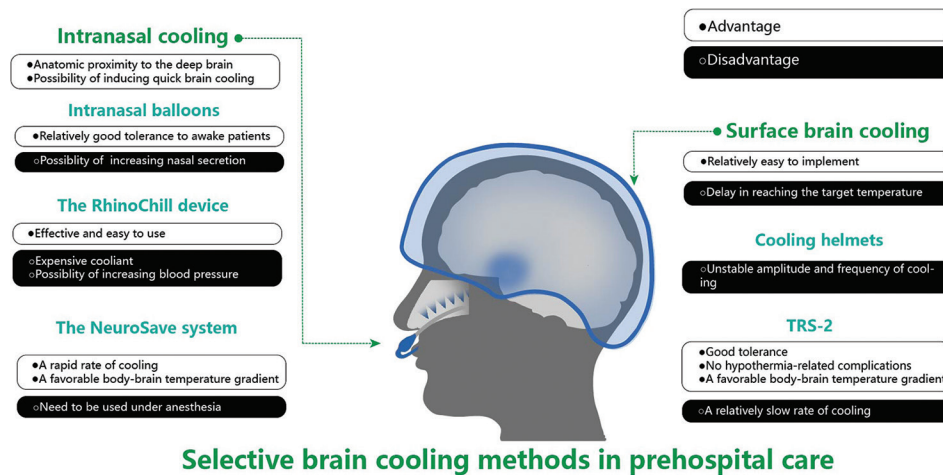 Intranasal cooling
●Anatomic proximity to the deep brain
●Possibility of inducing quick brain cooling
Intranasal balloons
●Relatively good tolerance to awake patients
○Possiblity of increasing nasal secretion
The RhinoChill device
●Effective and easy to use
○Expensive cooliant
○Possiblity of increasing blood pressure
The NeuroSave system
●A rapid rate of cooling
●A favorable body-brain temperature gradient
○Need to be used under anesthesia
●Advantage
○Disadvantage
Surface brain cooling
●Relatively easy to implement
○Delay in reaching the target temperature
Cooling helmets
○Unstable amplitude and frequency of cool-
ing
TRS-2
●Good tolerance
●No hypothermia-related complications
●A favorable body-brain temperature gradient
○A relatively slow rate of cooling
Selective brain cooling methods in prehospital care